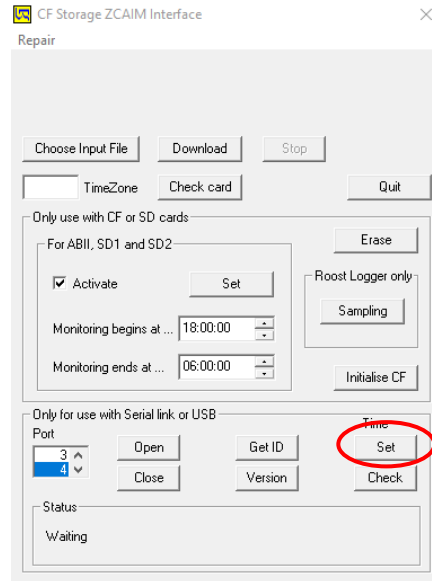 CF Storage ZCAIM Interface
Repair
Choose Input File Download Stop
TimeZone Check card Quit
Only use with CF or SD cards
For ABII, SD1 and SD2
Erase
Activate Set
Roost Logger only
Sampling
Monitoring begins at ... 18:00:00
Monitoring ends at .... 06:00:00
Initialise CF
Only for use with Serial link or USB
Time
Port
3
4
Open Get ID Set
Close Version Check
Status
Waiting